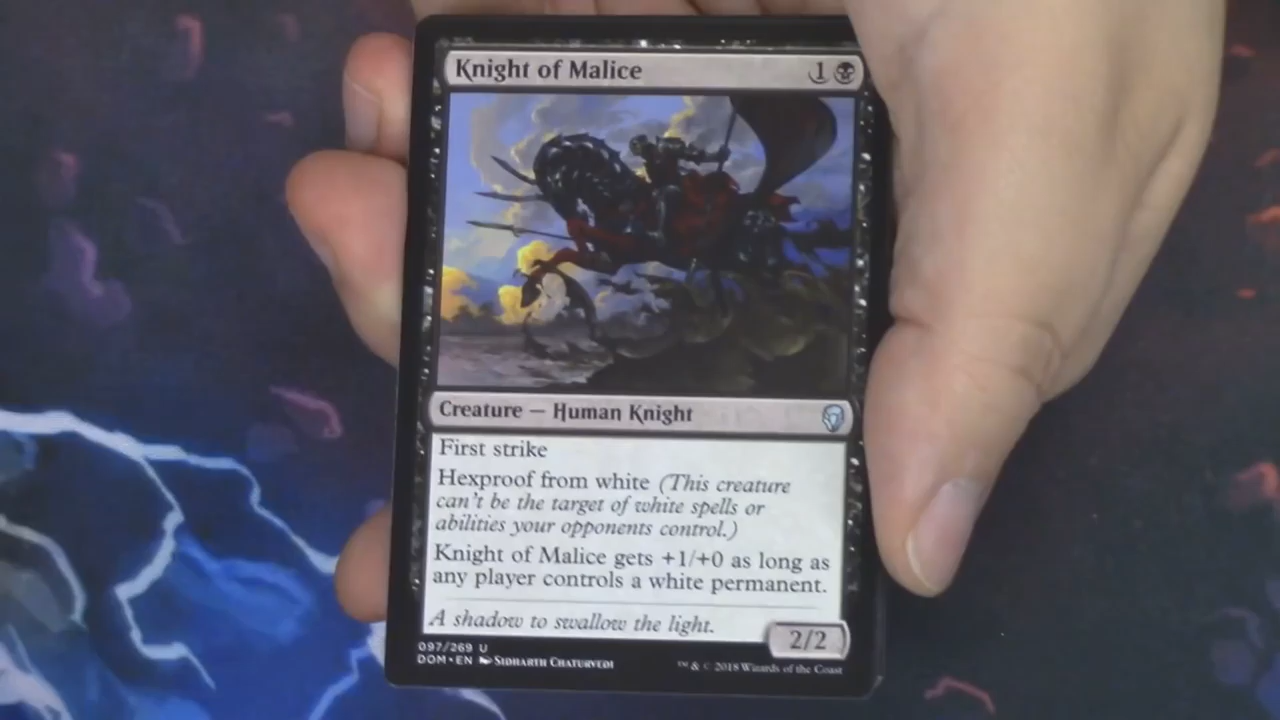 Knight of Malice 1
Creature — Human Knight
First strike
Hexproof from white (This creature
can't be the target of white spells or
abilities your opponents control.)
Knight of Malice gets +1/+0 as long as
any player controls a white permanent.
A shadow to swallow the light.
2/2
097/269 U
DOM • EN Sidharth Chaturvedi
™ & © 2018 Wizards of the Coast